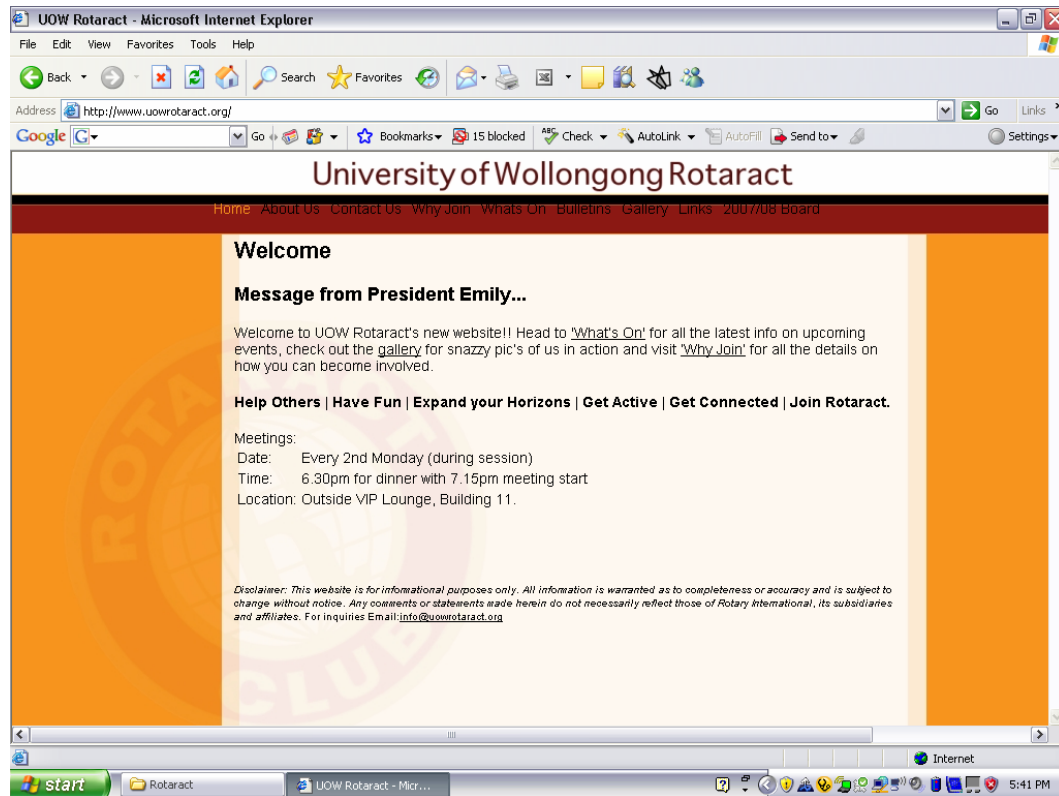 UOW Rotaract - Microsoft Internet Explorer
File Edit View Favorites Tools Help
Back Search Favorites
Address http://www.uowrotaract.org/ Go Links
Google G Go Bookmarks 15 blocked ABC Check AutoLink AutoFill Send to Settings
University of Wollongong Rotaract
Home About Us Contact Us Why Join Whats On Bulletins Gallery Links 2007/08 Board
Welcome
Message from President Emily...
Welcome to UOW Rotaract's new website!! Head to 'What's On' for all the latest info on upcoming
events, check out the gallery for snazzy pic's of us in action and visit 'Why Join' for all the details on
how you can become involved.
Help Others | Have Fun | Expand your Horizons | Get Active | Get Connected | Join Rotaract.
Meetings:
Date: Every 2nd Monday (during session)
Time: 6.30pm for dinner with 7.15pm meeting start
Location: Outside VIP Lounge, Building 11.
ROTARACT
CLUB
Disclaimer: This website is for informational purposes only. All information is warranted as to completeness or accuracy and is subject to
change without notice. Any comments or statements made herein do not necessarily reflect those of Rotary International, its subsidiaries
and affiliates. For inquiries Email:info@uowrotaract.org
Internet
start Rotaract UOW Rotaract - Micr... 5:41 PM